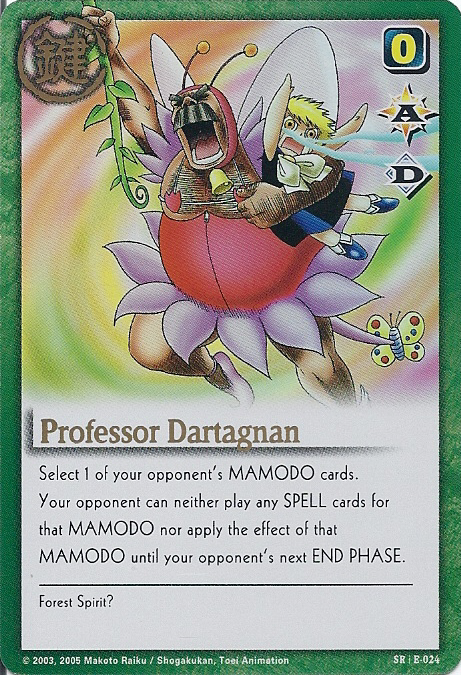 鍵
0
A
D
Professor Dartagnan
Select 1 of your opponent's MAMODO cards.
Your opponent can neither play any SPELL cards for
that MAMODO nor apply the effect of that
MAMODO until your opponent's next END PHASE.
Forest Spirit?
© 2003, 2005 Makoto Raiku / Shogakukan, Toei Animation
SR | E-024